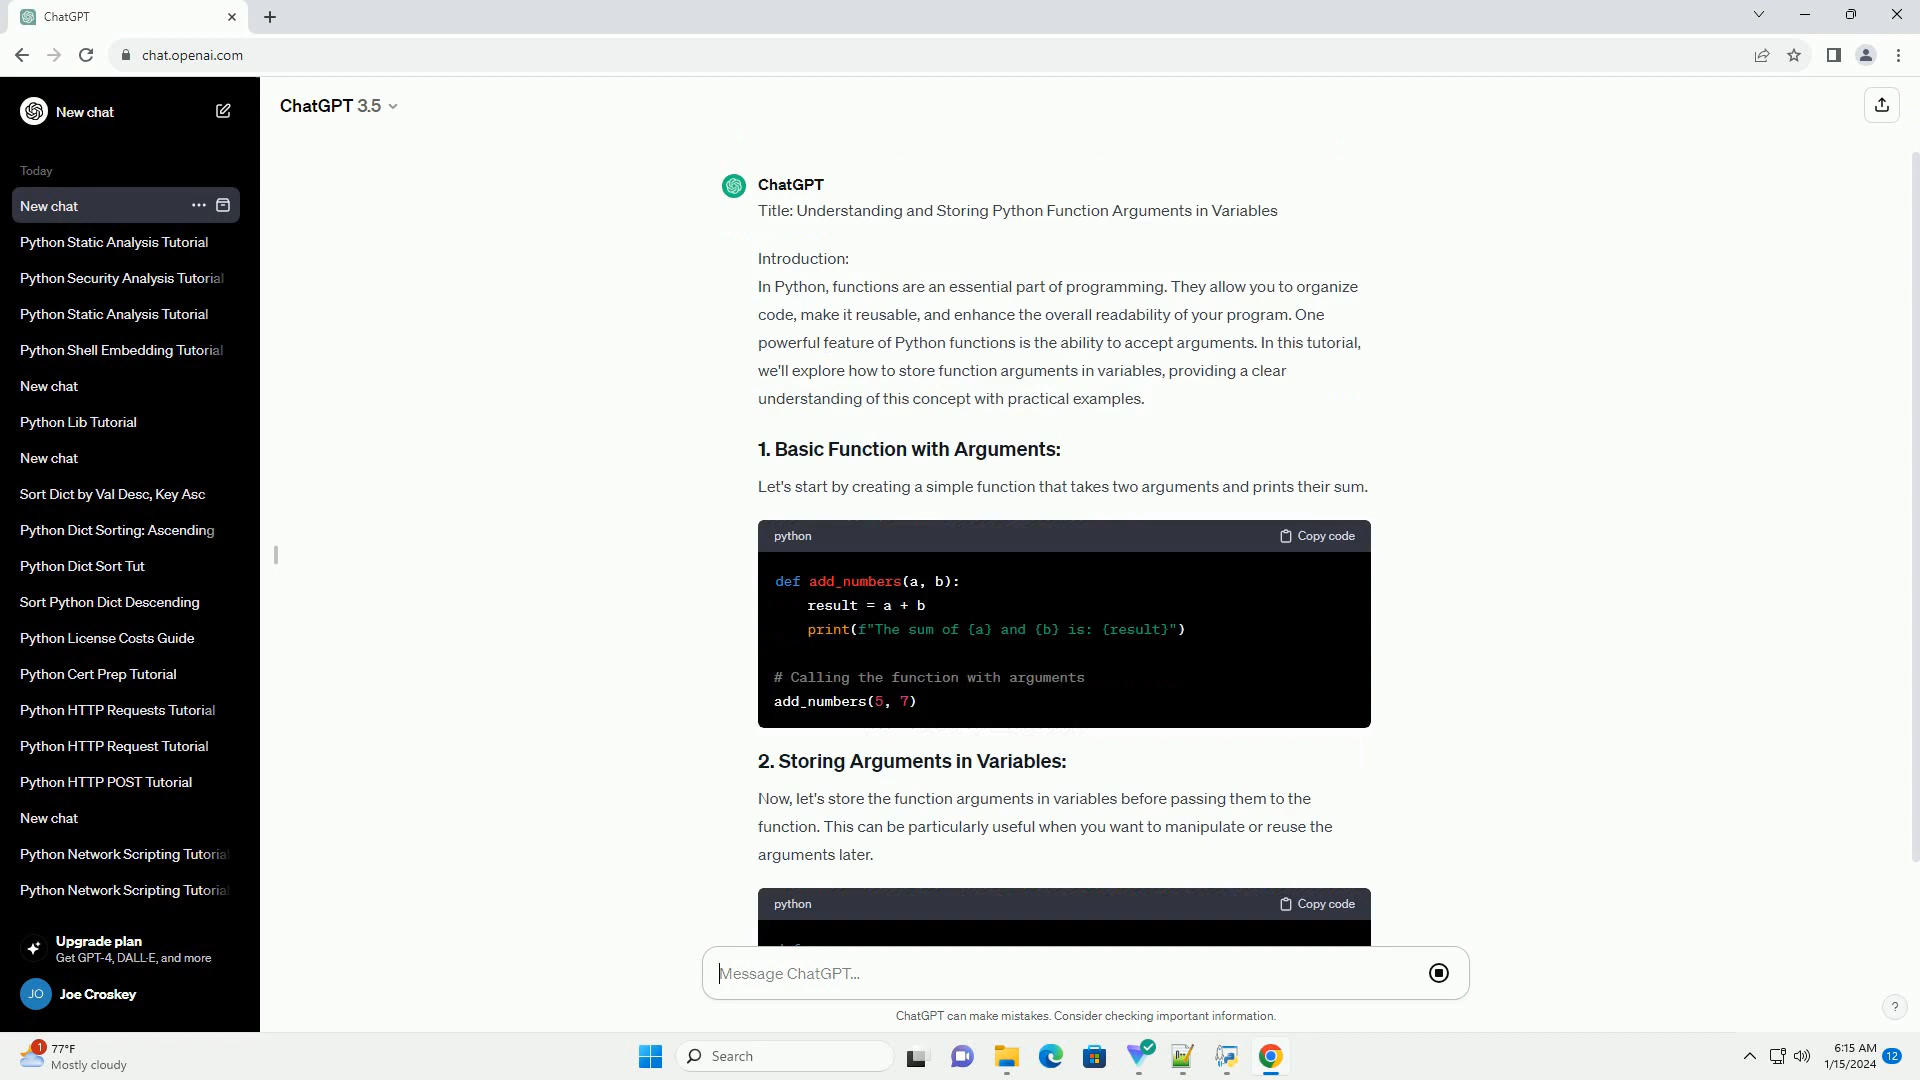 ChatGPT
chat.openai.com
New chat
Today
New chat
Python Static Analysis Tutorial
Python Security Analysis Tutorial
Python Static Analysis Tutorial
Python Shell Embedding Tutorial
New chat
Python Lib Tutorial
New chat
Sort Dict by Val Desc, Key Asc
Python Dict Sorting: Ascending
Python Dict Sort Tut
Sort Python Dict Descending
Python License Costs Guide
Python Cert Prep Tutorial
Python HTTP Requests Tutorial
Python HTTP Request Tutorial
Python HTTP POST Tutorial
New chat
Python Network Scripting Tutorial
Python Network Scripting Tutorial
Upgrade plan
Get GPT-4, DALL·E, and more
JO Joe Croskey
ChatGPT 3.5
ChatGPT
Title: Understanding and Storing Python Function Arguments in Variables
Introduction:
In Python, functions are an essential part of programming. They allow you to organize
code, make it reusable, and enhance the overall readability of your program. One
powerful feature of Python functions is the ability to accept arguments. In this tutorial,
we'll explore how to store function arguments in variables, providing a clear
understanding of this concept with practical examples.
1. Basic Function with Arguments:
Let's start by creating a simple function that takes two arguments and prints their sum.
python Copy code
def add_numbers(a, b):
    result = a + b
    print(f"The sum of {a} and {b} is: {result}")
# Calling the function with arguments
add_numbers(5, 7)
2. Storing Arguments in Variables:
Now, let's store the function arguments in variables before passing them to the
function. This can be particularly useful when you want to manipulate or reuse the
arguments later.
python Copy code
Message ChatGPT...
ChatGPT can make mistakes. Consider checking important information.
?
1
77°F
Mostly cloudy
Search
6:15 AM
1/15/2024
12